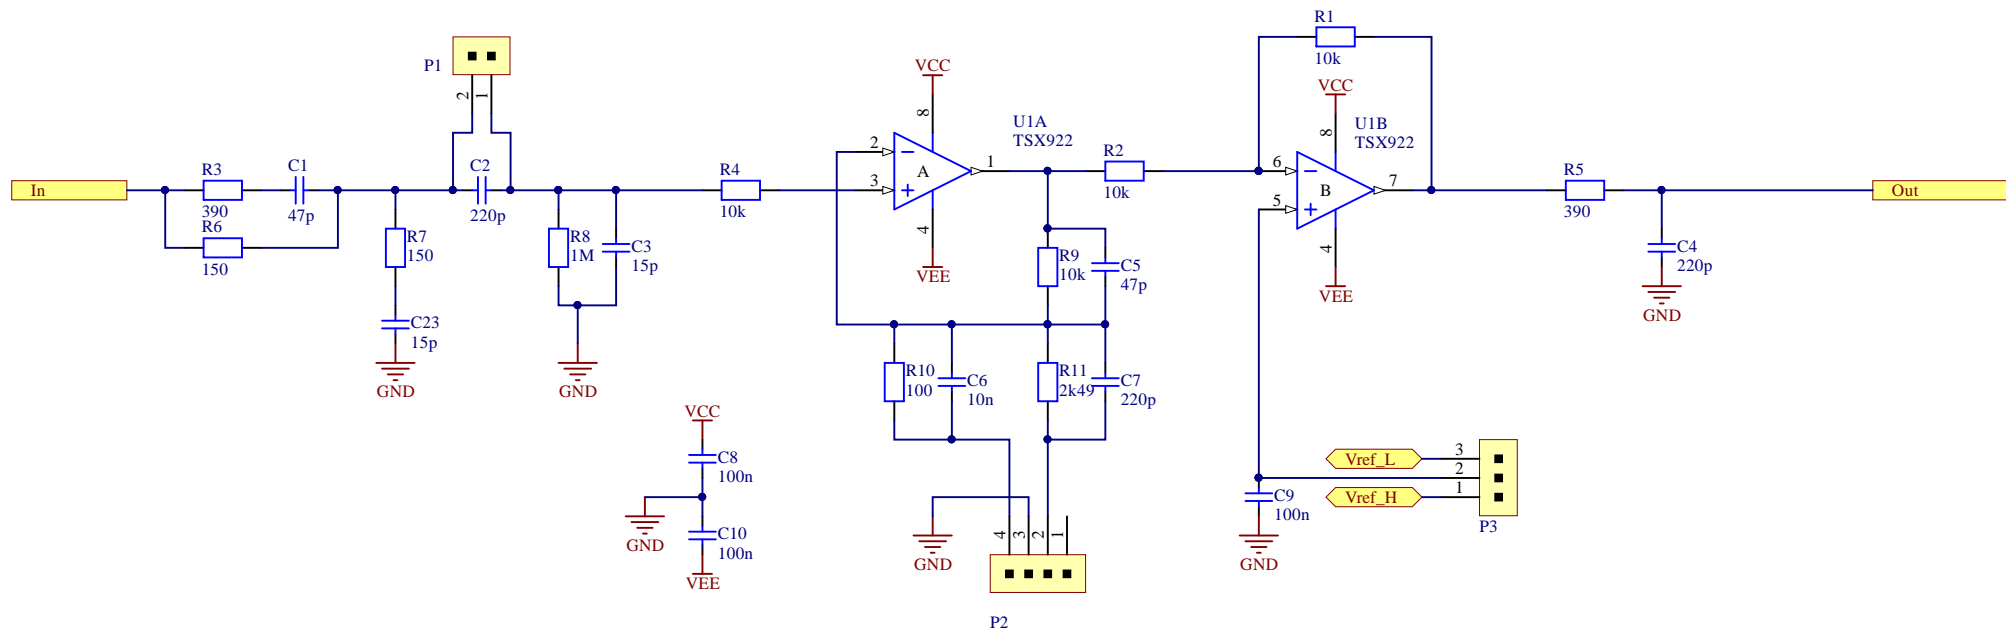 R1
10k
P1
2
1
VCC
8
U1A
TSX922
VCC
8
U1B
TSX922
In
R3
390
C1
47p
R6
150
C2
220p
R4
10k
2
3
A
1
4
VEE
R2
10k
6
5
B
7
4
VEE
R5
390
Out
R7
150
R8
1M
C3
15p
C4
220p
GND
R9
10k
C5
47p
C23
15p
GND
GND
R10
100
C6
10n
R11
2k49
C7
220p
VCC
C8
100n
GND
C10
100n
VEE
GND
4
3
2
1
P2
Vref_L
Vref_H
3
2
1
P3
C9
100n
GND